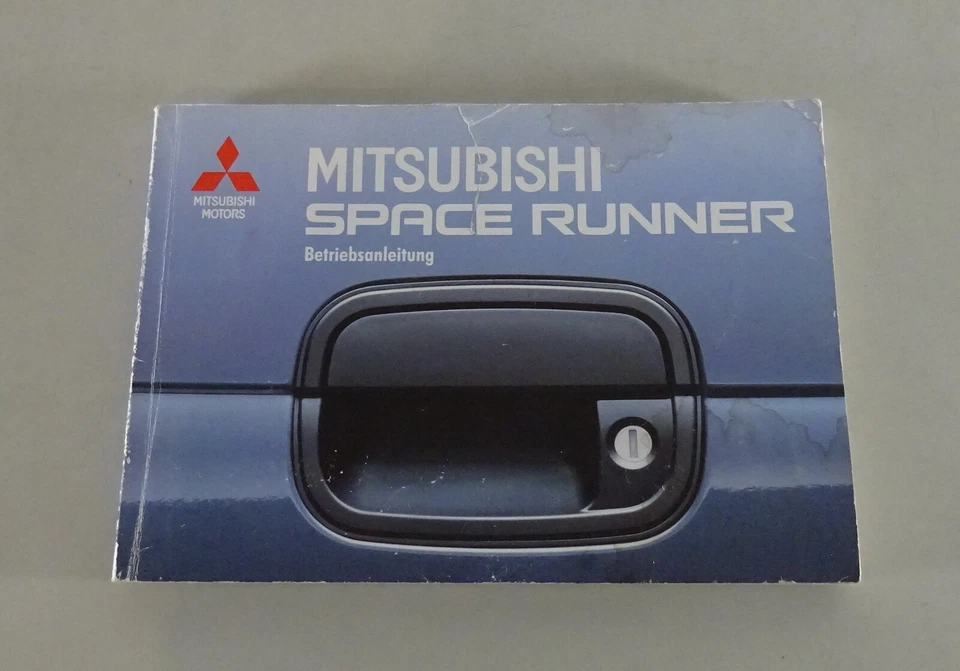 MITSUBISHI
MOTORS
MITSUBISHI
SPACE RUNNER
Betriebsanleitung